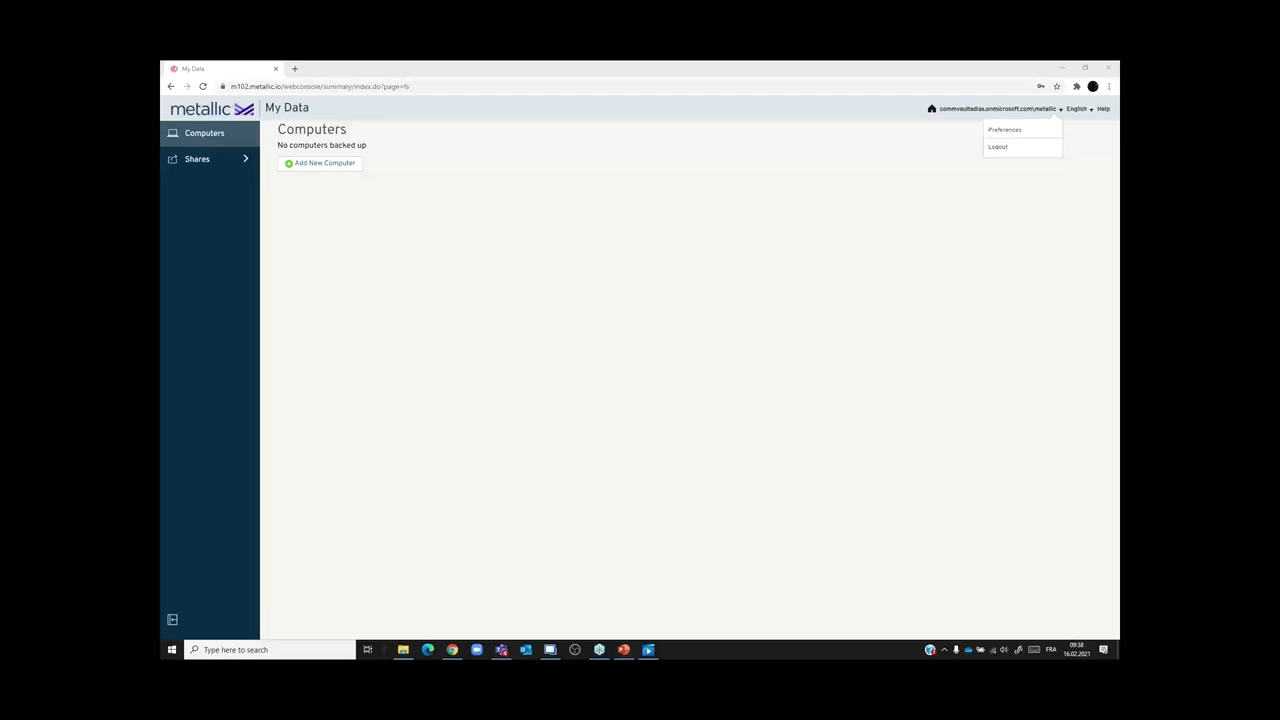 My Data
m102.metallic.io/webconsole/summary/index.do?page=fs
metallic
My Data
commvaultadias.onmicrosoft.com\metallic
English
Help
Preferences
Logout
Computers
Shares
Computers
No computers backed up
Add New Computer
Type here to search
FRA
09:38
16.02.2021